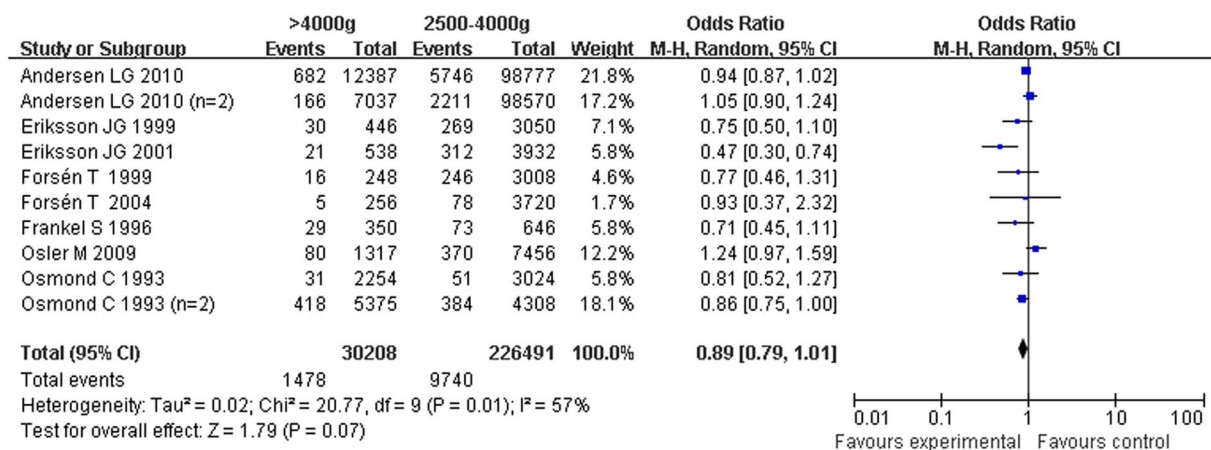 >4000g 2500-4000g Odds Ratio Odds Ratio
Study or Subgroup Events Total Events Total Weight M-H, Random, 95% CI M-H, Random, 95% CI
Andersen LG 2010 682 12387 5746 98777 21.8% 0.94 [0.87, 1.02]
Andersen LG 2010 (n=2) 166 7037 2211 98570 17.2% 1.05 [0.90, 1.24]
Eriksson JG 1999 30 446 269 3050 7.1% 0.75 [0.50, 1.10]
Eriksson JG 2001 21 538 312 3932 5.8% 0.47 [0.30, 0.74]
Forsén T 1999 16 248 246 3008 4.6% 0.77 [0.46, 1.31]
Forsén T 2004 5 256 78 3720 1.7% 0.93 [0.37, 2.32]
Frankel S 1996 29 350 73 646 5.8% 0.71 [0.45, 1.11]
Osler M 2009 80 1317 370 7456 12.2% 1.24 [0.97, 1.59]
Osmond C 1993 31 2254 51 3024 5.8% 0.81 [0.52, 1.27]
Osmond C 1993 (n=2) 418 5375 384 4308 18.1% 0.86 [0.75, 1.00]
Total (95% CI) 30208 226491 100.0% 0.89 [0.79, 1.01]
Total events 1478 9740
Heterogeneity: Tau² = 0.02; Chi² = 20.77, df = 9 (P = 0.01); I² = 57%
Test for overall effect: Z = 1.79 (P = 0.07)
0.01 0.1 1 10 100
Favours experimental Favours control